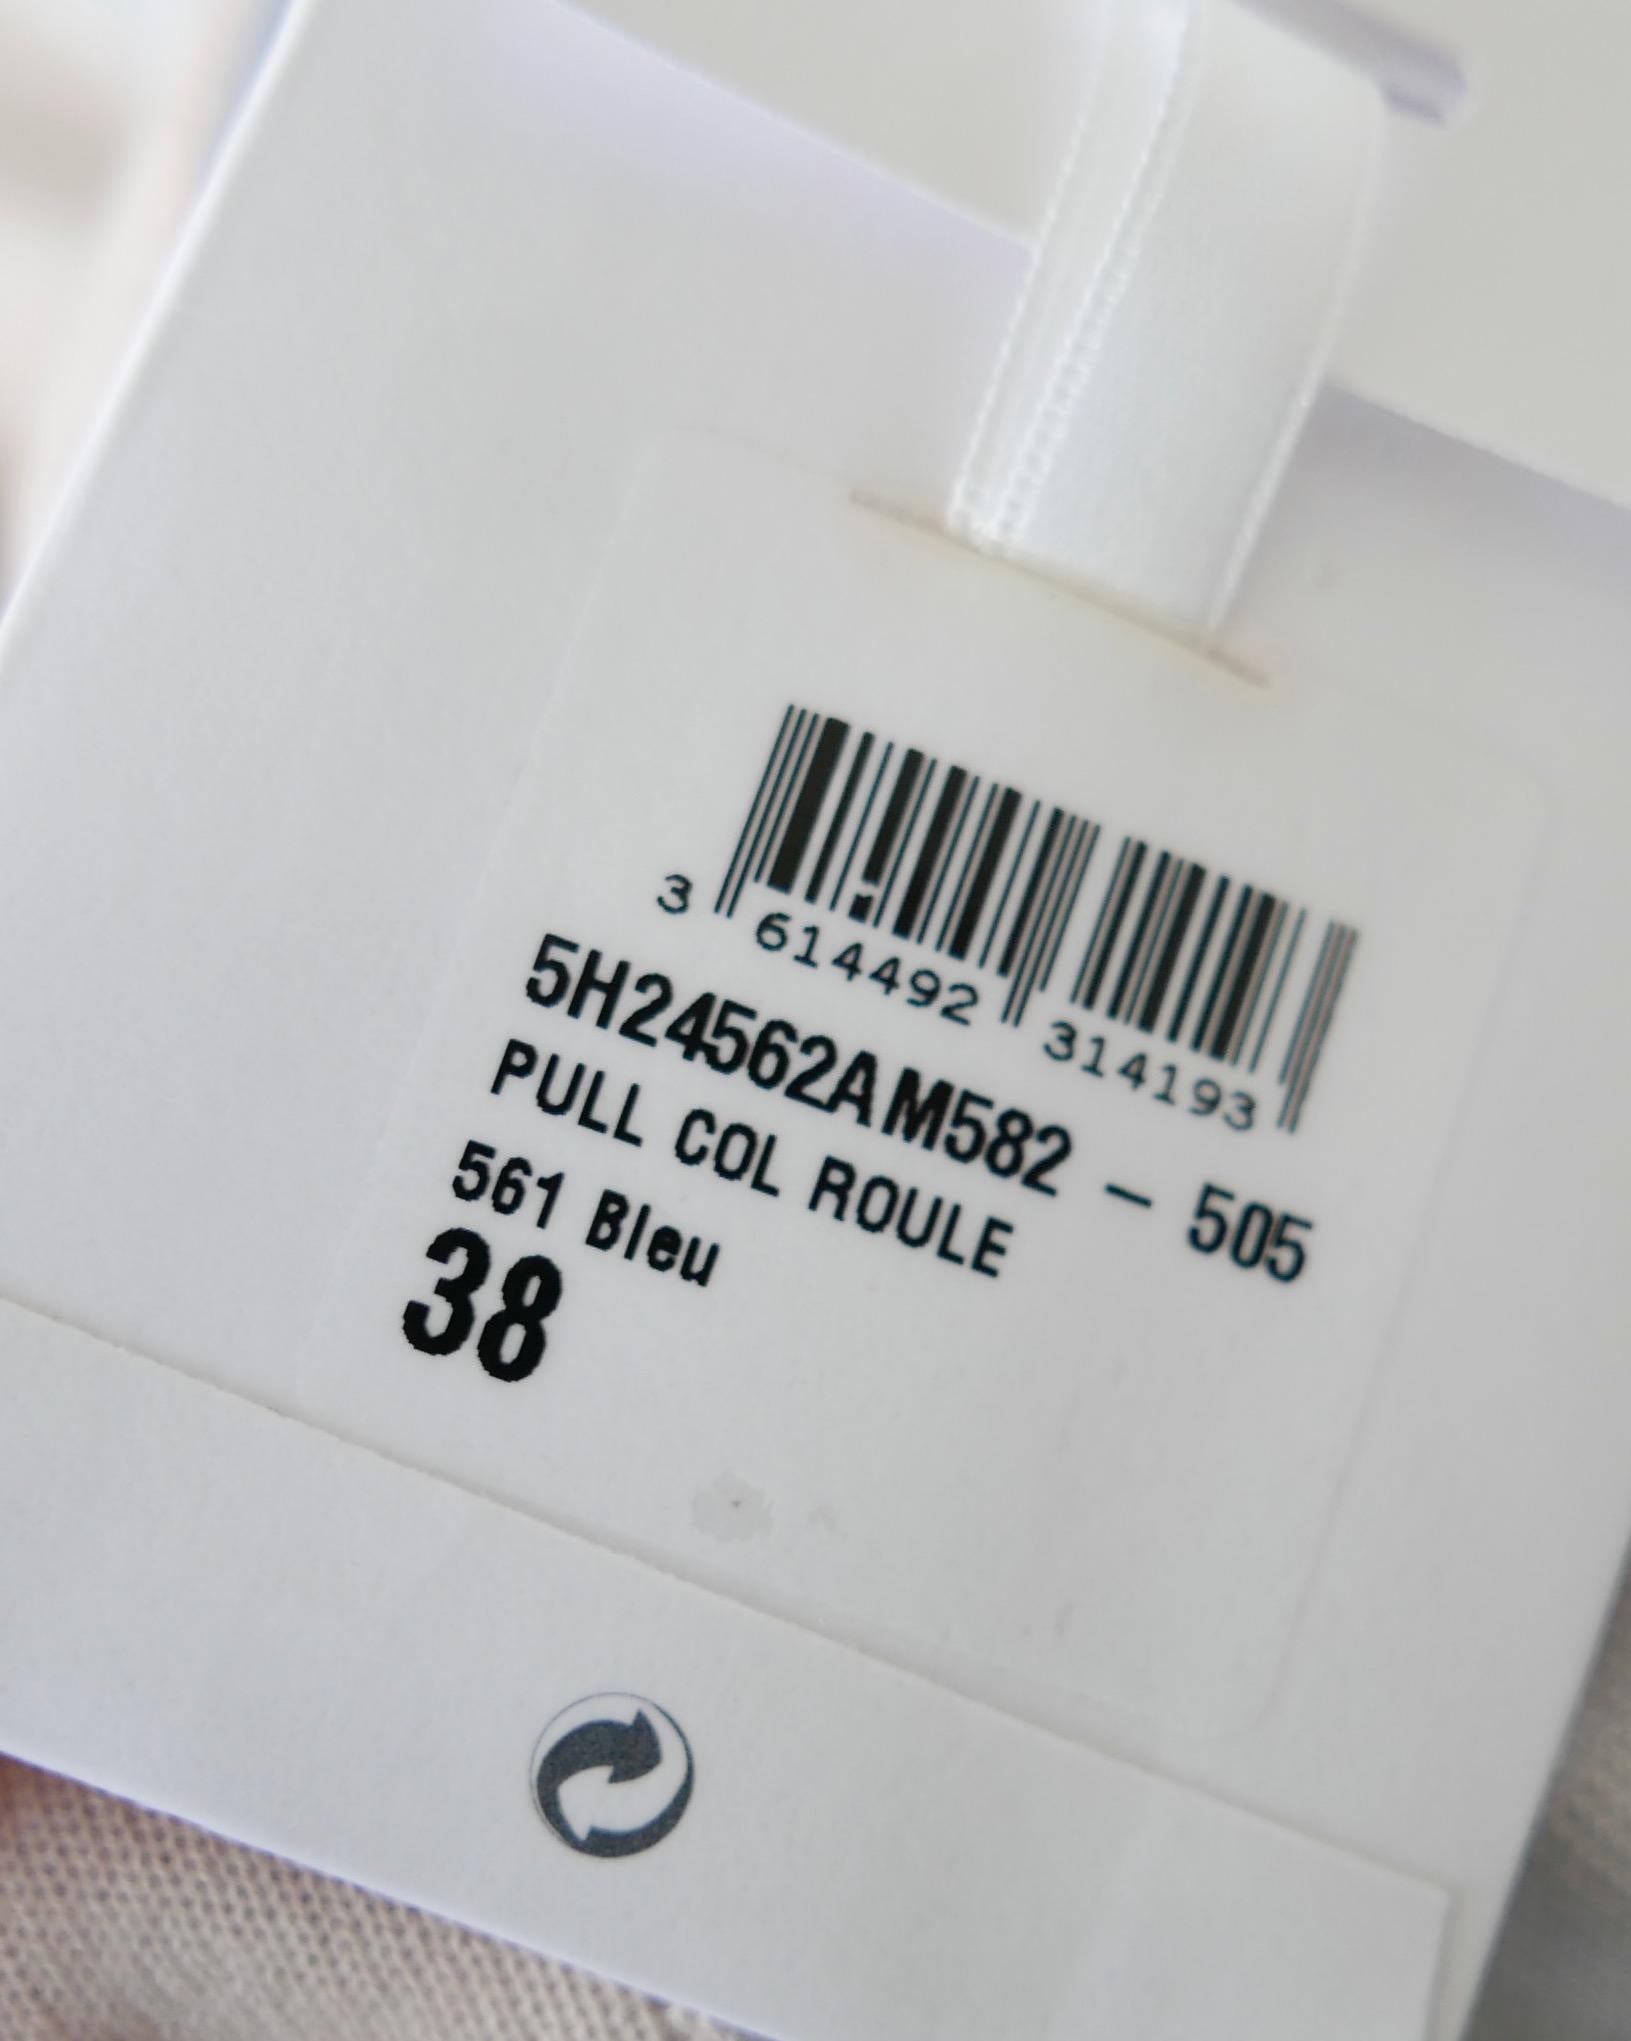 3 614492 314193
5H24562AM582 - 505
PULL COL ROULE
561 Bleu
38